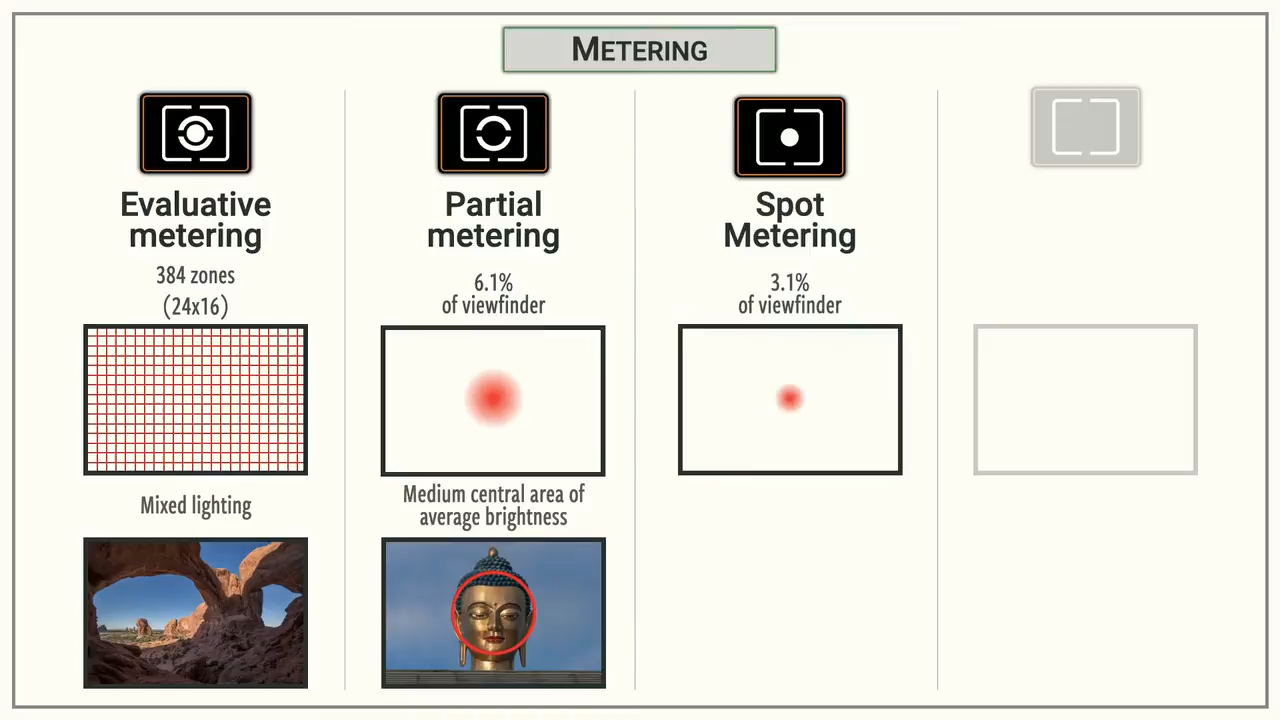 METERING
Evaluative
metering
384 zones
(24x16)
Mixed lighting
Partial
metering
6.1%
of viewfinder
Medium central area of
average brightness
Spot
Metering
3.1%
of viewfinder